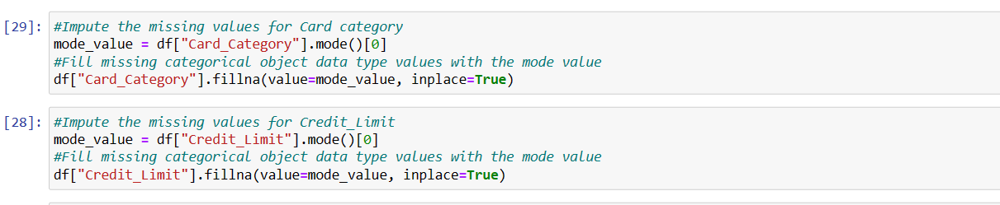 [29]: #Impute the missing values for Card category
mode_value = df["Card_Category"].mode()[0]
#Fill missing categorical object data type values with the mode value
df["Card_Category"].fillna(value=mode_value, inplace=True)
[28]: #Impute the missing values for Credit_Limit
mode_value = df["Credit_Limit"].mode()[0]
#Fill missing categorical object data type values with the mode value
df["Credit_Limit"].fillna(value=mode_value, inplace=True)